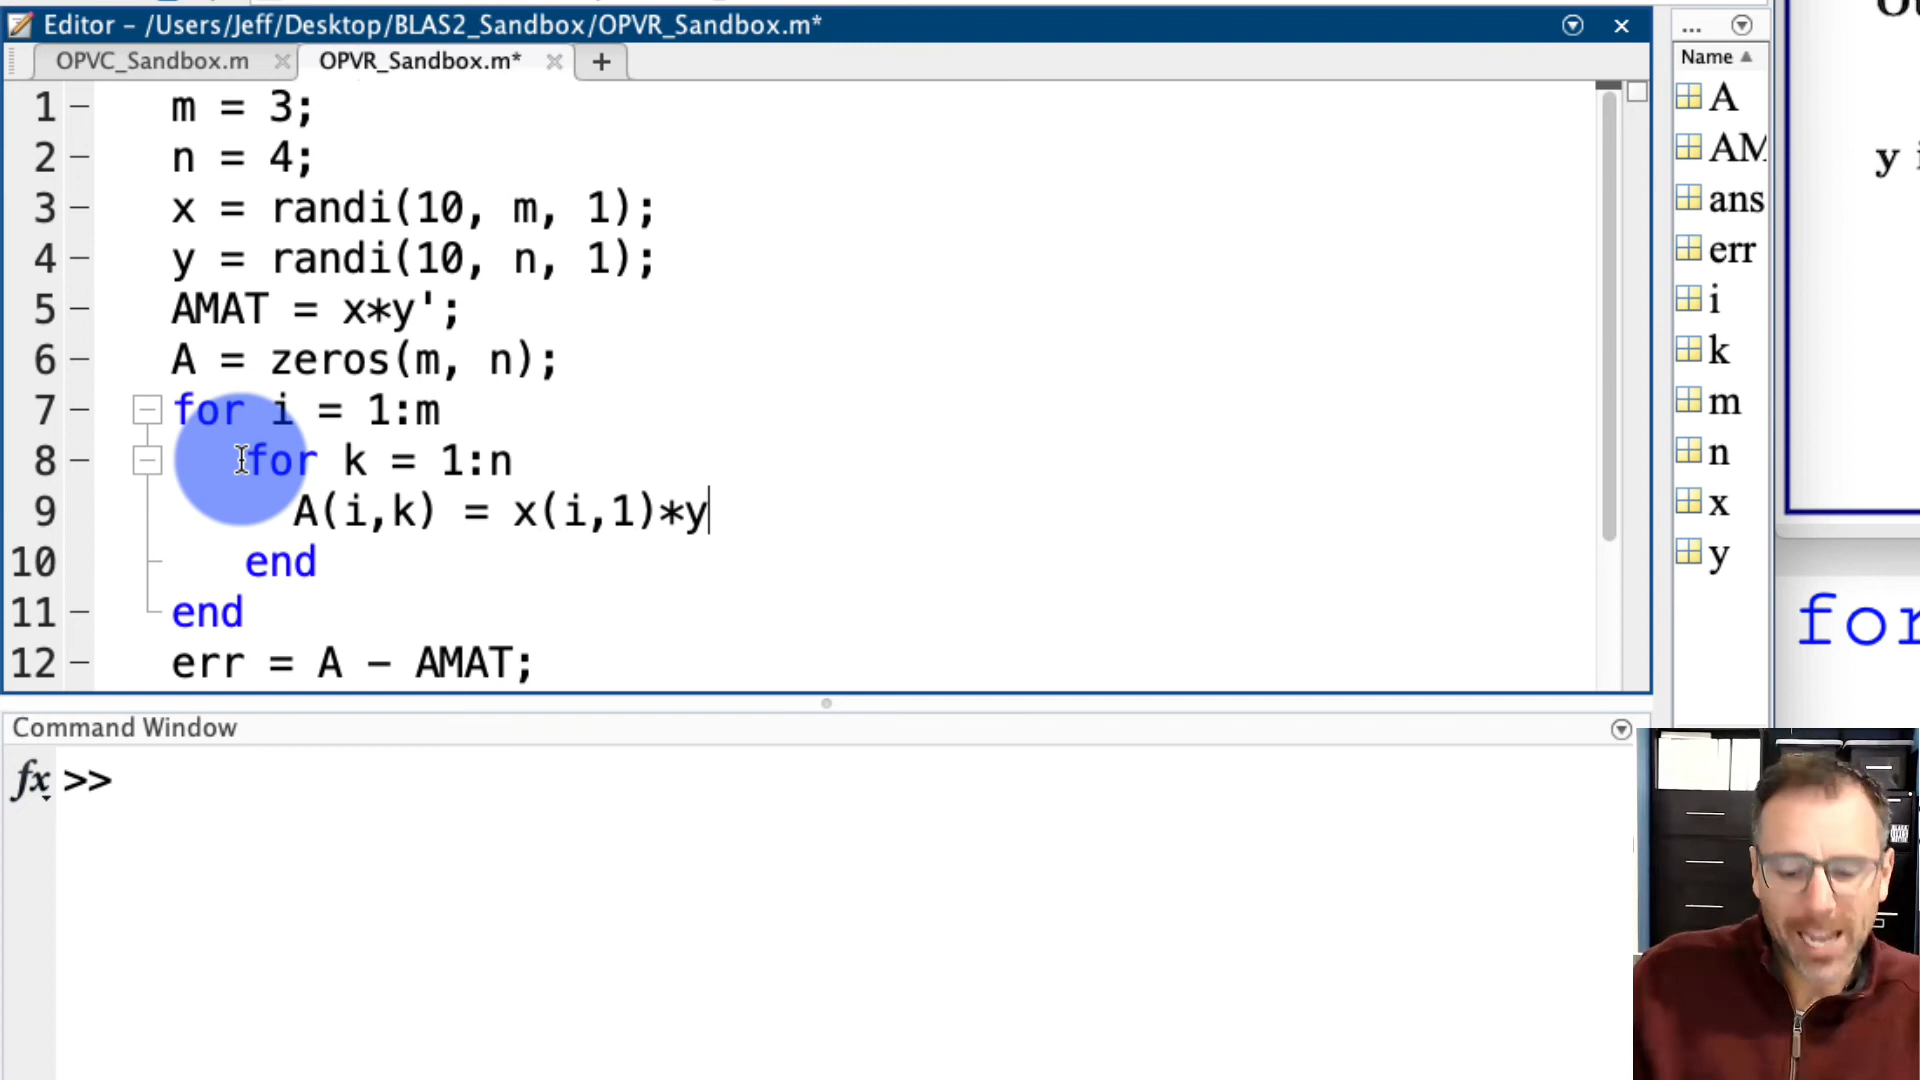 Editor – /Users/Jeff/Desktop/BLAS2_Sandbox/OPVR_Sandbox.m*
OPVC_Sandbox.m
OPVR_Sandbox.m*
1 – m = 3;
2 – n = 4;
3 – x = randi(10, m, 1);
4 – y = randi(10, n, 1);
5 – AMAT = x*y';
6 – A = zeros(m, n);
7 – for i = 1:m
8 – for k = 1:n
9 A(i,k) = x(i,1)*y
10 end
11 – end
12 – err = A – AMAT;
Command Window
fx >>
...
Name
A
AM
ans
err
i
k
m
n
x
y
y i
for